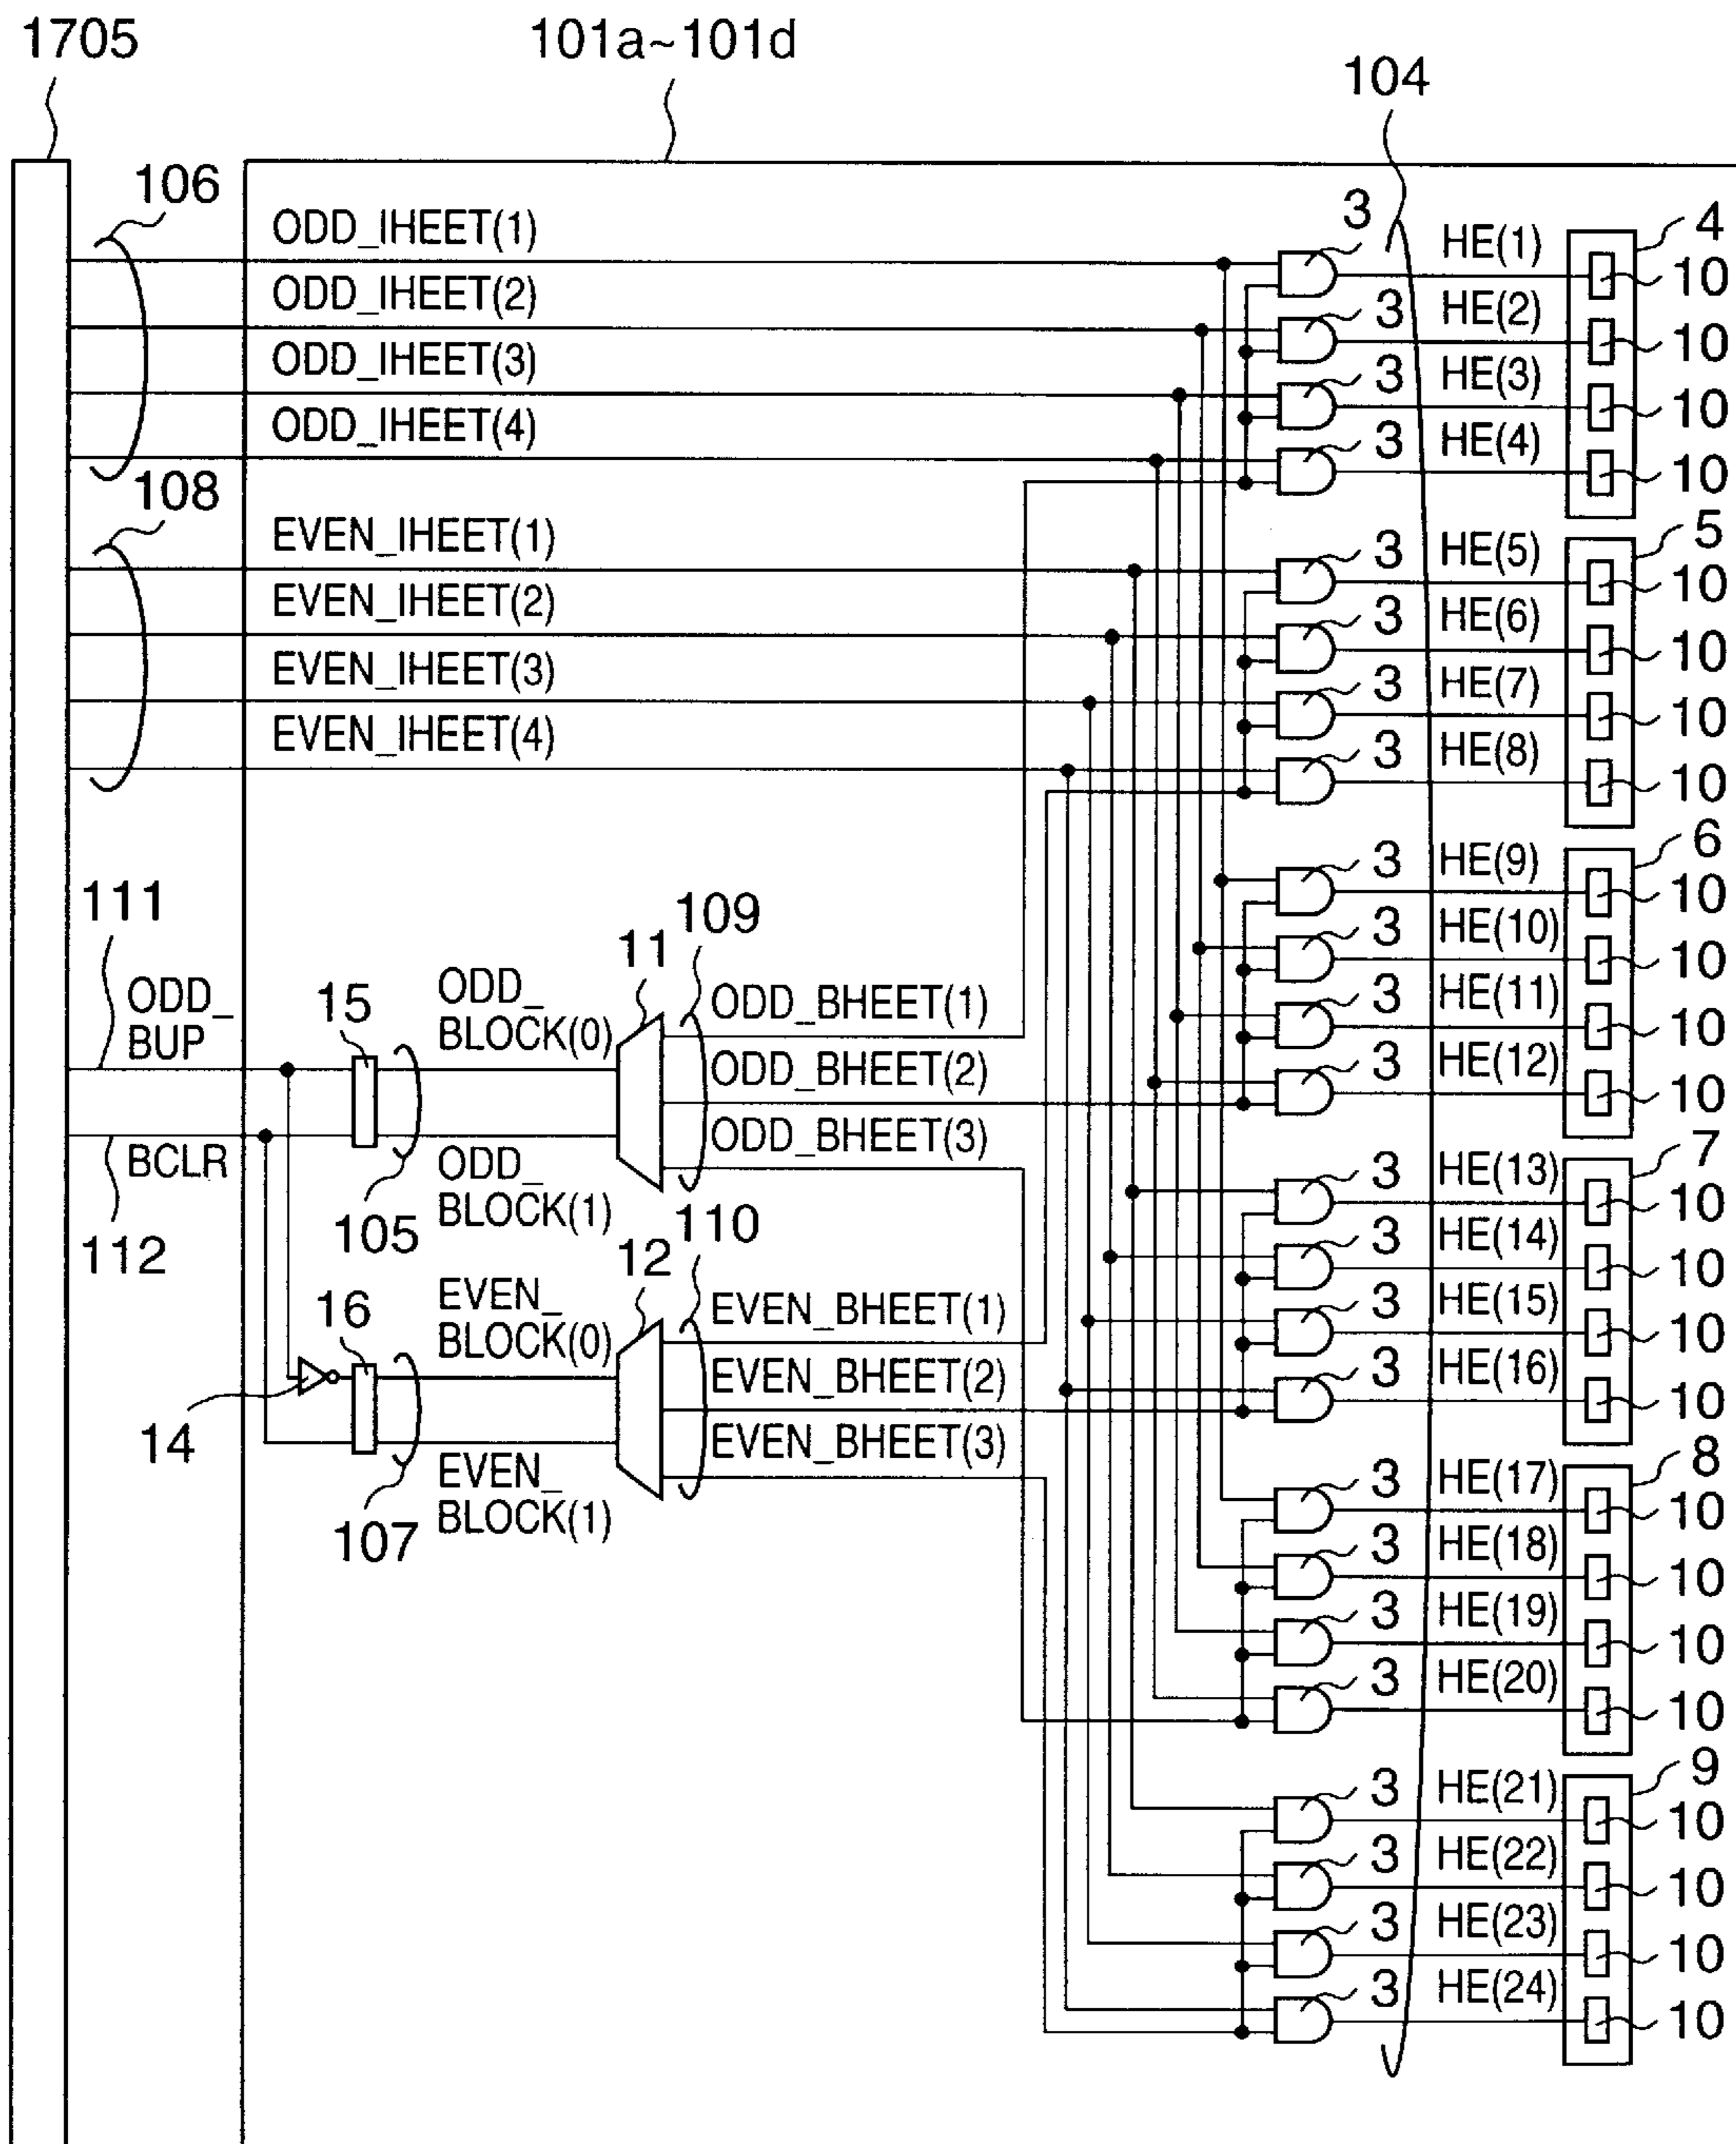 1705
101a~101d
104
106
ODD_IHEET(1)
3
HE(1)
4
10
ODD_IHEET(2)
3
HE(2)
10
ODD_IHEET(3)
3
HE(3)
10
ODD_IHEET(4)
3
HE(4)
10
108
EVEN_IHEET(1)
3
HE(5)
5
10
EVEN_IHEET(2)
3
HE(6)
10
EVEN_IHEET(3)
3
HE(7)
10
EVEN_IHEET(4)
3
HE(8)
10
3
HE(9)
6
10
3
HE(10)
10
3
HE(11)
10
3
HE(12)
10
111
ODD_
BUP
15
ODD_
BLOCK(0)
11
109
ODD_BHEET(1)
ODD_BHEET(2)
ODD_BHEET(3)
BCLR
112
105
ODD_
BLOCK(1)
3
HE(13)
7
10
3
HE(14)
10
3
HE(15)
10
3
HE(16)
10
14
16
EVEN_
BLOCK(0)
12
110
EVEN_BHEET(1)
EVEN_BHEET(2)
EVEN_BHEET(3)
107
EVEN_
BLOCK(1)
3
HE(17)
8
10
3
HE(18)
10
3
HE(19)
10
3
HE(20)
10
3
HE(21)
9
10
3
HE(22)
10
3
HE(23)
10
3
HE(24)
10